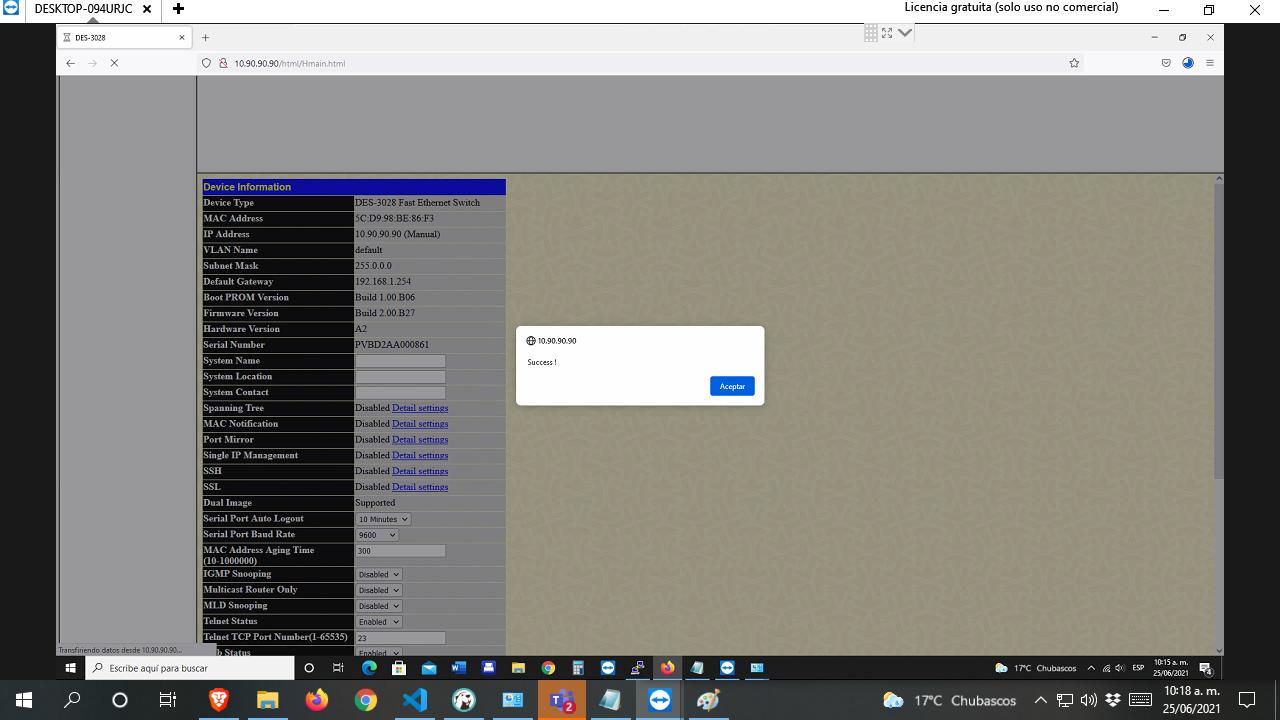 DESKTOP-094URJC
Licencia gratuita (solo uso no comercial)
DES-3028
10.90.90.90/html/Hmain.html
Device Information
Device Type DES-3028 Fast Ethernet Switch
MAC Address 5C:D9:98:BE:86:F3
IP Address 10.90.90.90 (Manual)
VLAN Name default
Subnet Mask 255.0.0.0
Default Gateway 192.168.1.254
Boot PROM Version Build 1.00.B06
Firmware Version Build 2.00.B27
Hardware Version A2
Serial Number PVBD2AA000861
System Name
System Location
System Contact
Spanning Tree Disabled Detail settings
MAC Notification Disabled Detail settings
Port Mirror Disabled Detail settings
Single IP Management Disabled Detail settings
SSH Disabled Detail settings
SSL Disabled Detail settings
Dual Image Supported
Serial Port Auto Logout 10 Minutes
Serial Port Baud Rate 9600
MAC Address Aging Time
(10-1000000) 300
IGMP Snooping Disabled
Multicast Router Only Disabled
MLD Snooping Disabled
Telnet Status Enabled
Telnet TCP Port Number(1-65535) 23
Status Enabled
10.90.90.90
Success !
Aceptar
Transfiriendo datos desde 10.90.90.90...
Escribe aquí para buscar
17°C Chubascos
ESP
10:15 a. m.
25/06/2021
4
2
17°C Chubascos
10:18 a. m.
25/06/2021